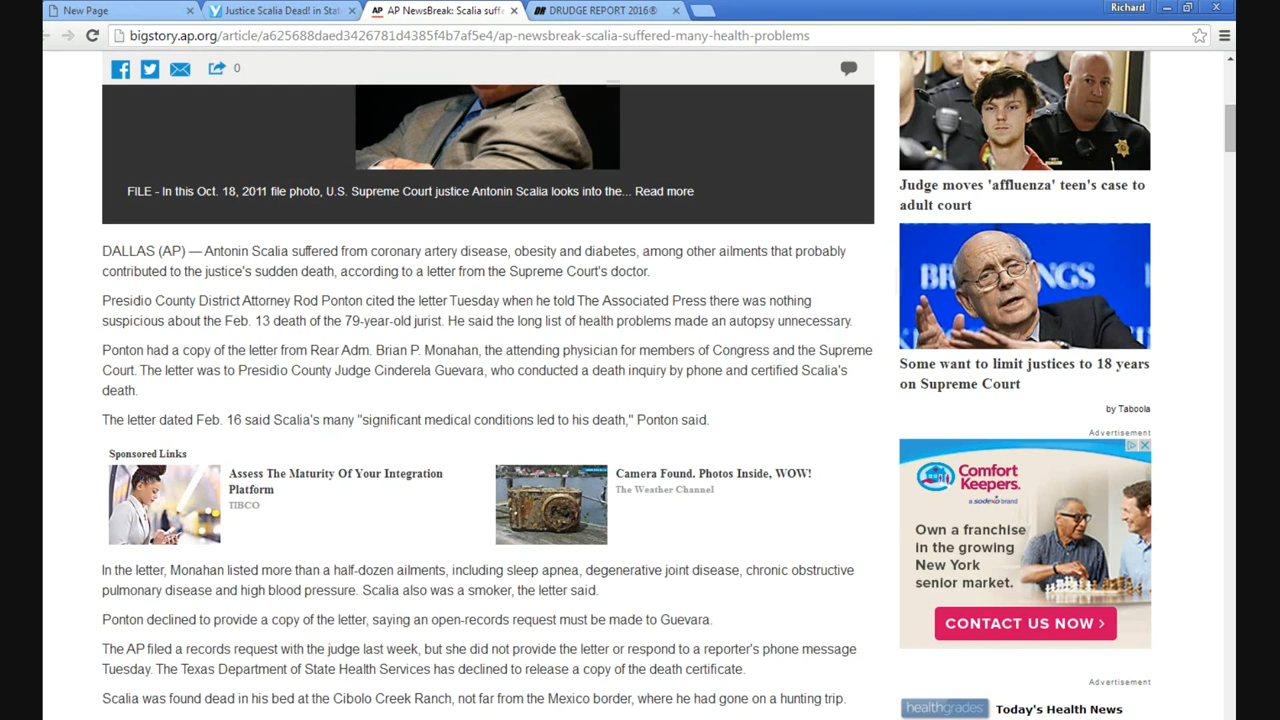 New Page
Justice Scalia Dead! in Stat
AP NewsBreak: Scalia suffe
DRUDGE REPORT 2016®
Richard
bigstory.ap.org/article/a625688daed3426781d4385f4b7af5e4/ap-newsbreak-scalia-suffered-many-health-problems
0
FILE - In this Oct. 18, 2011 file photo, U.S. Supreme Court justice Antonin Scalia looks into the... Read more
DALLAS (AP) — Antonin Scalia suffered from coronary artery disease, obesity and diabetes, among other ailments that probably
contributed to the justice's sudden death, according to a letter from the Supreme Court's doctor.
Presidio County District Attorney Rod Ponton cited the letter Tuesday when he told The Associated Press there was nothing
suspicious about the Feb. 13 death of the 79-year-old jurist. He said the long list of health problems made an autopsy unnecessary.
Ponton had a copy of the letter from Rear Adm. Brian P. Monahan, the attending physician for members of Congress and the Supreme
Court. The letter was to Presidio County Judge Cinderela Guevara, who conducted a death inquiry by phone and certified Scalia's
death.
The letter dated Feb. 16 said Scalia's many "significant medical conditions led to his death," Ponton said.
Sponsored Links
Assess The Maturity Of Your Integration
Platform
TIBCO
Camera Found. Photos Inside, WOW!
The Weather Channel
In the letter, Monahan listed more than a half-dozen ailments, including sleep apnea, degenerative joint disease, chronic obstructive
pulmonary disease and high blood pressure. Scalia also was a smoker, the letter said.
Ponton declined to provide a copy of the letter, saying an open-records request must be made to Guevara.
The AP filed a records request with the judge last week, but she did not provide the letter or respond to a reporter's phone message
Tuesday. The Texas Department of State Health Services has declined to release a copy of the death certificate.
Scalia was found dead in his bed at the Cibolo Creek Ranch, not far from the Mexico border, where he had gone on a hunting trip.
Judge moves 'affluenza' teen's case to
adult court
BR
NGS
Some want to limit justices to 18 years
on Supreme Court
by Taboola
Advertisement
Comfort
Keepers.
a sodexo brand
Own a franchise
in the growing
New York
senior market.
CONTACT US NOW >
Advertisement
healthgrades
Today's Health News